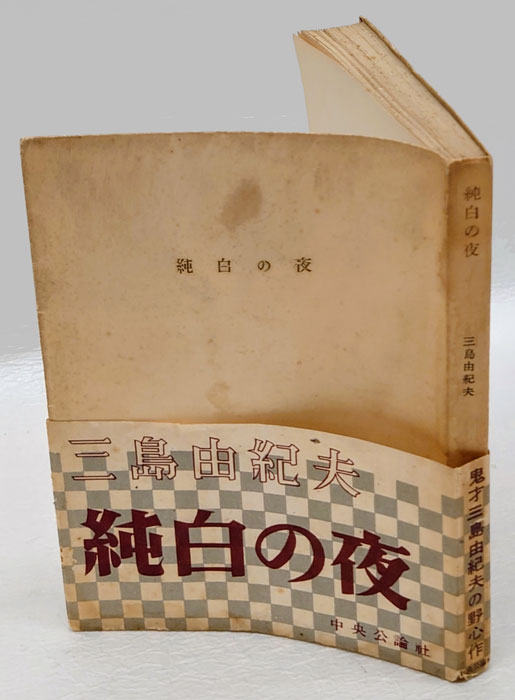 純白の夜
三島由紀夫
純白の夜
中央公論社
純白の夜
三島由紀夫
鬼才三島由紀夫の野心作